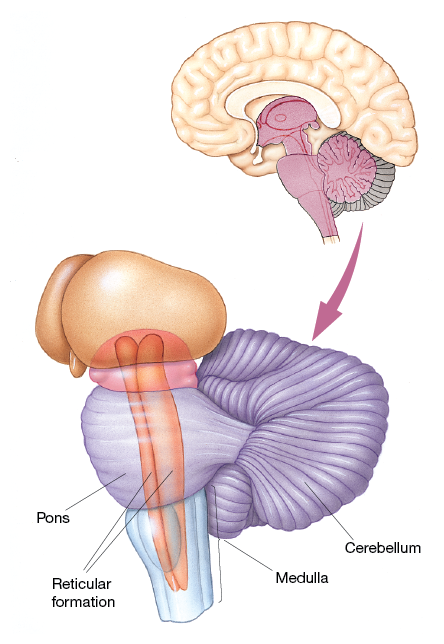 Pons
Cerebellum
Medulla
Reticular
formation